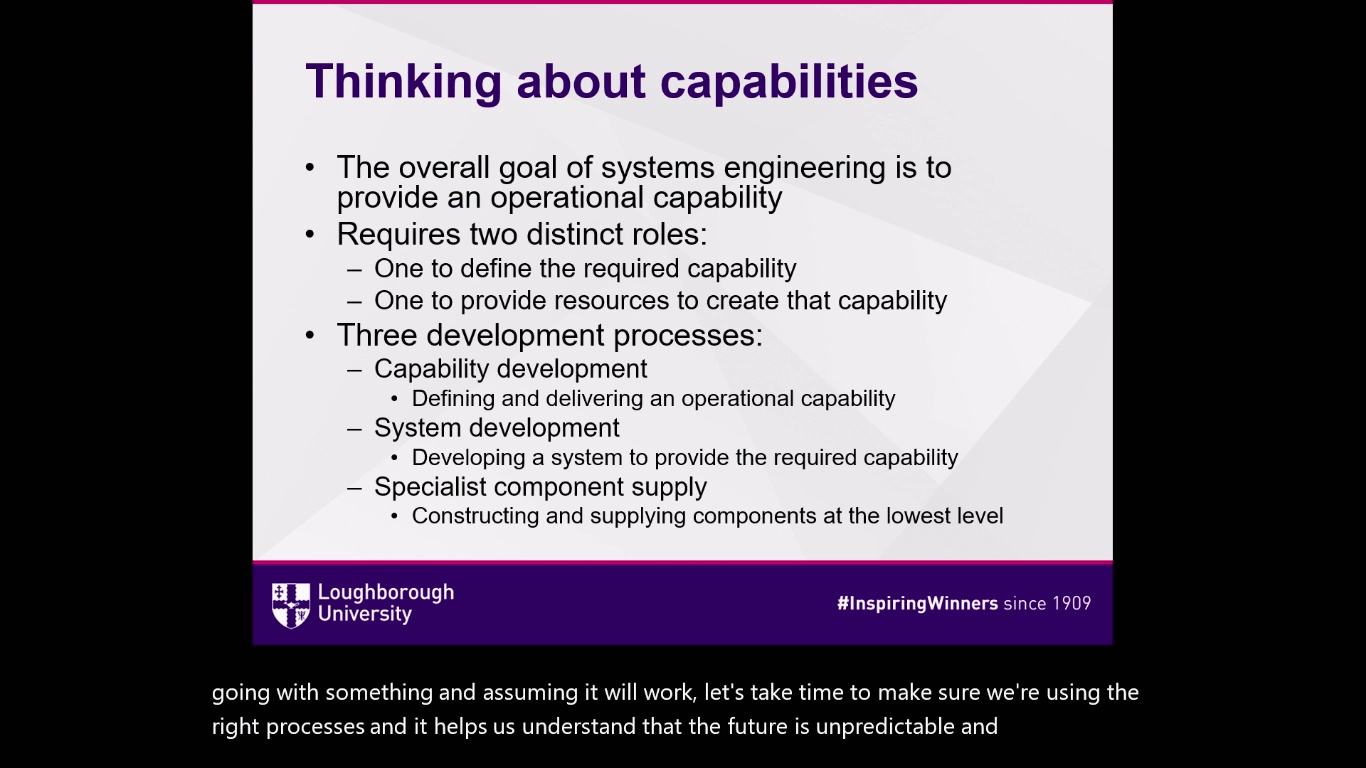 Thinking about capabilities
• The overall goal of systems engineering is to
provide an operational capability
• Requires two distinct roles:
– One to define the required capability
– One to provide resources to create that capability
• Three development processes:
– Capability development
• Defining and delivering an operational capability
– System development
• Developing a system to provide the required capability
– Specialist component supply
• Constructing and supplying components at the lowest level
Loughborough
University
#InspiringWinners since 1909
going with something and assuming it will work, let's take time to make sure we're using the
right processes and it helps us understand that the future is unpredictable and